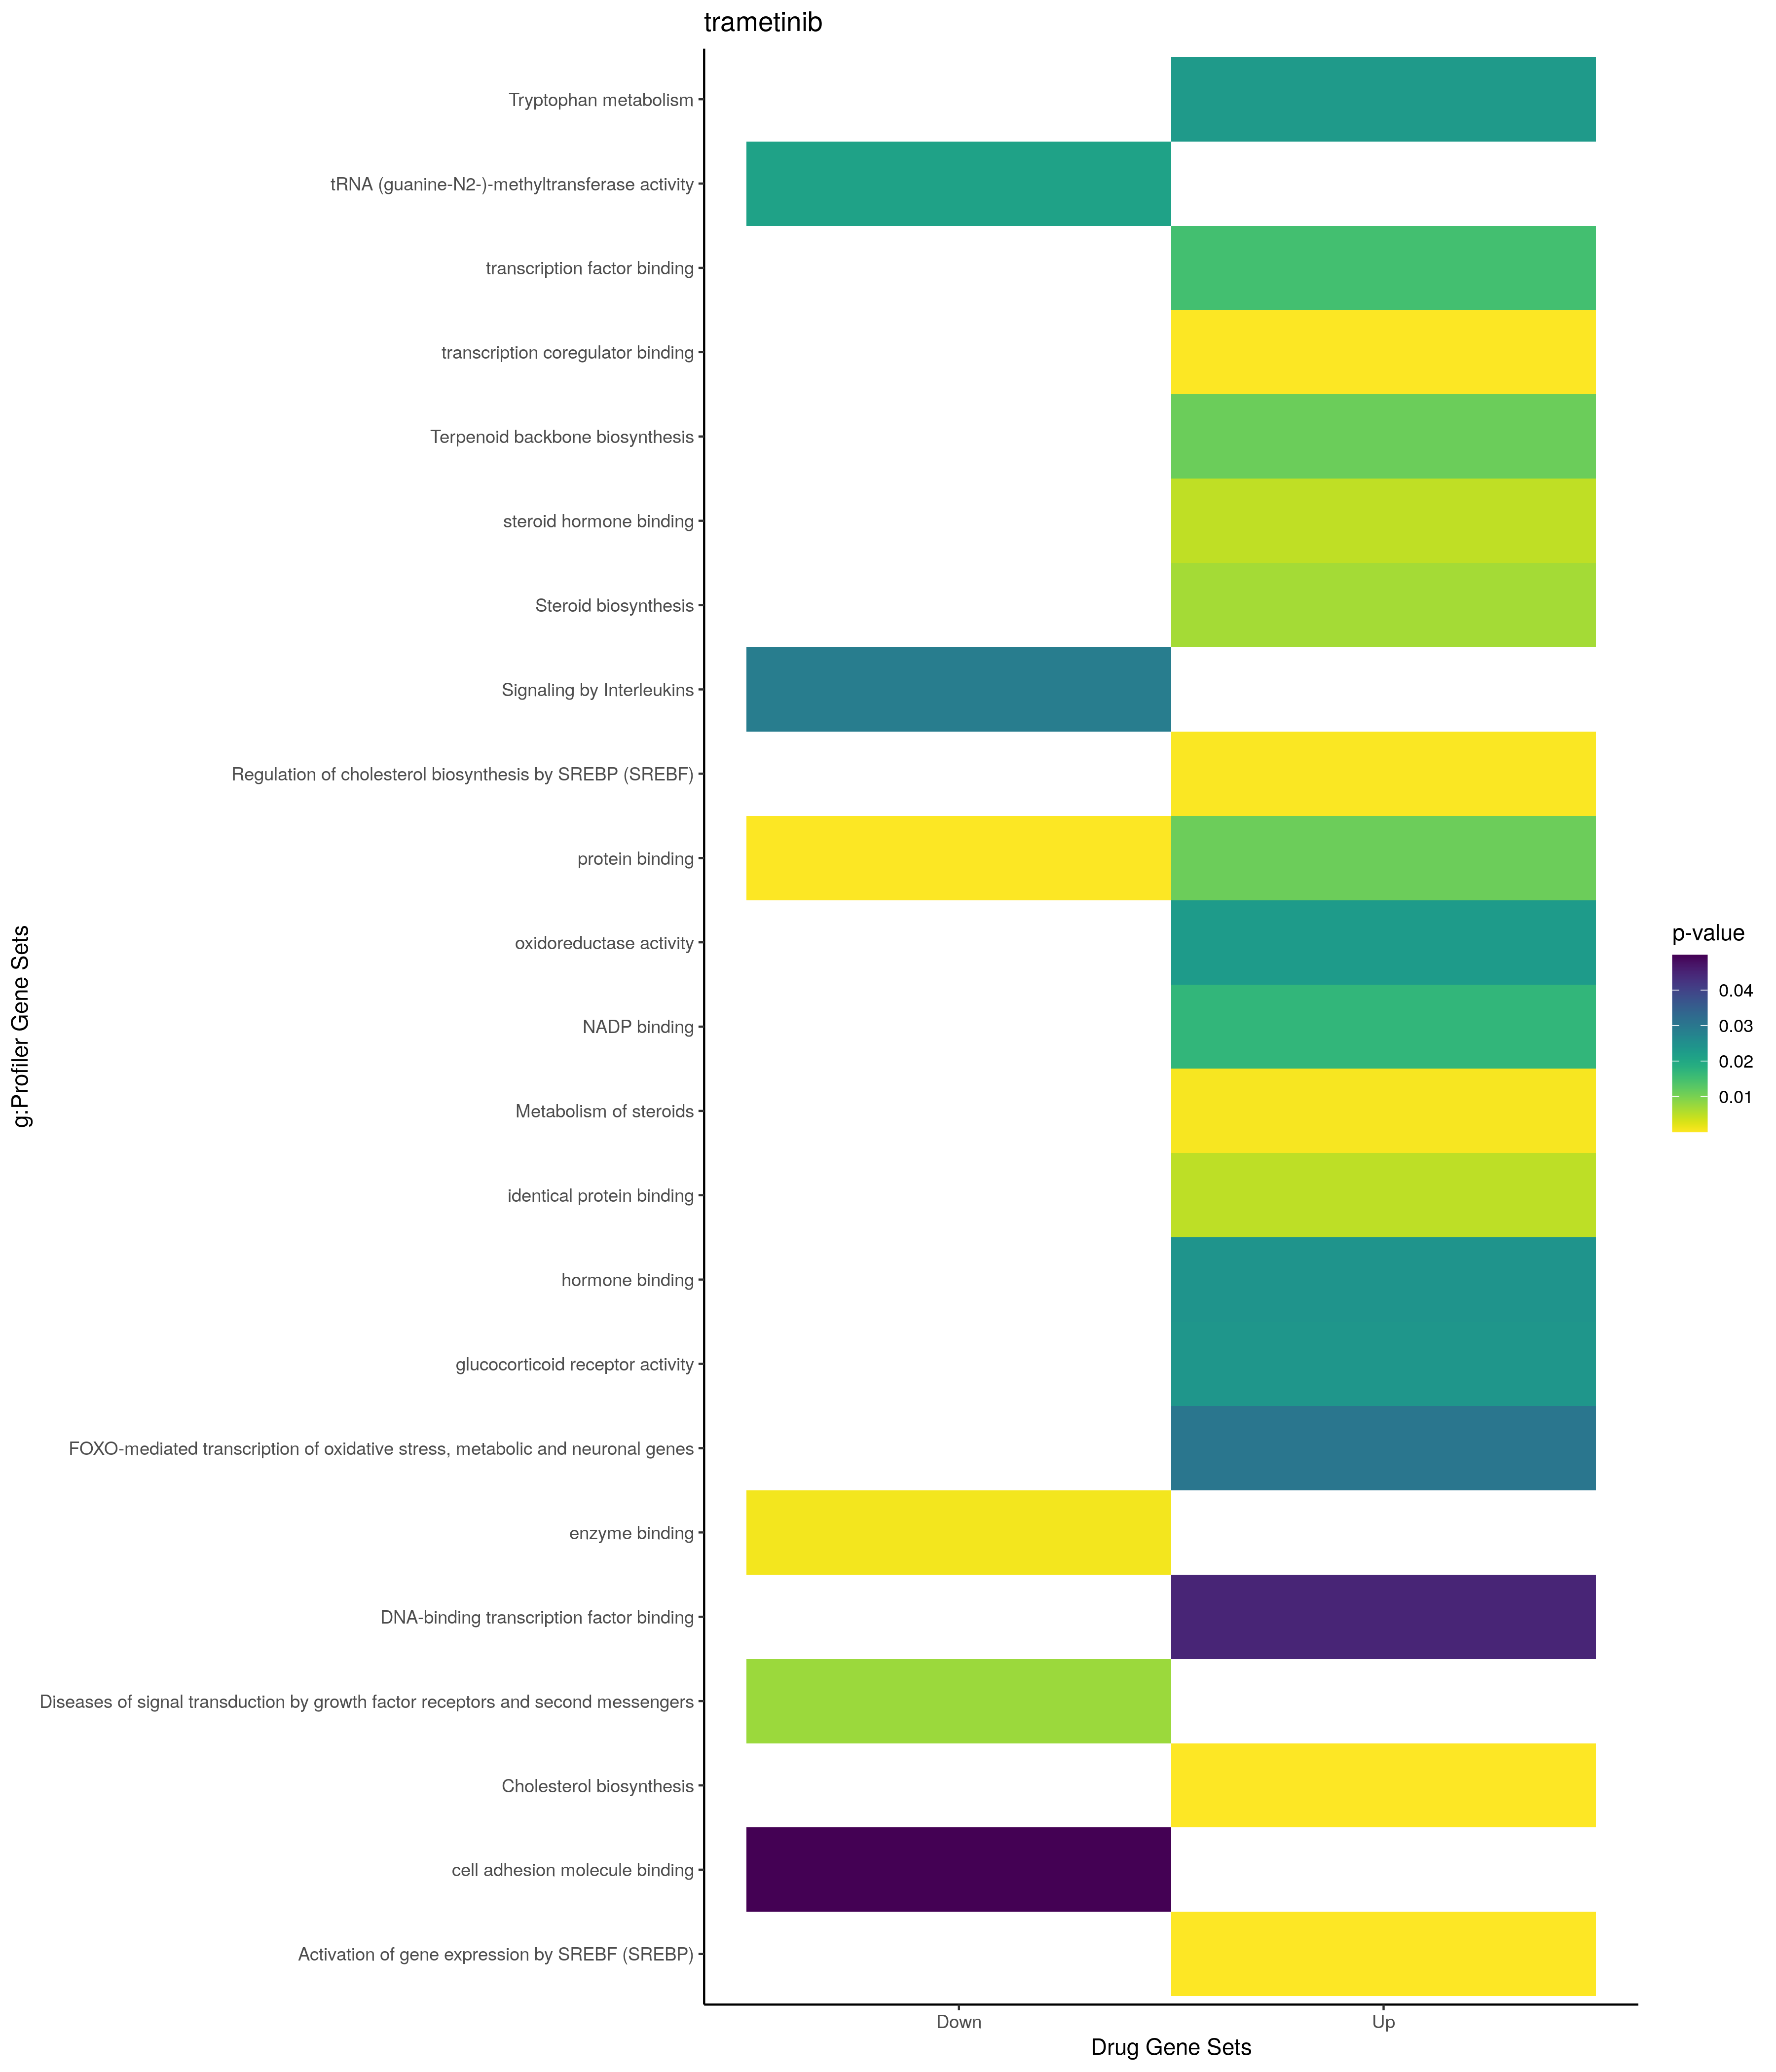 trametinib
Tryptophan metabolism
tRNA (guanine-N2-)-methyltransferase activity
transcription factor binding
transcription coregulator binding
Terpenoid backbone biosynthesis
steroid hormone binding
Steroid biosynthesis
Signaling by Interleukins
Regulation of cholesterol biosynthesis by SREBP (SREBF)
protein binding
oxidoreductase activity
NADP binding
Metabolism of steroids
identical protein binding
hormone binding
glucocorticoid receptor activity
FOXO-mediated transcription of oxidative stress, metabolic and neuronal genes
enzyme binding
DNA-binding transcription factor binding
Diseases of signal transduction by growth factor receptors and second messengers
Cholesterol biosynthesis
cell adhesion molecule binding
Activation of gene expression by SREBF (SREBP)
g:Profiler Gene Sets
Down
Up
Drug Gene Sets
p-value
0.04
0.03
0.02
0.01